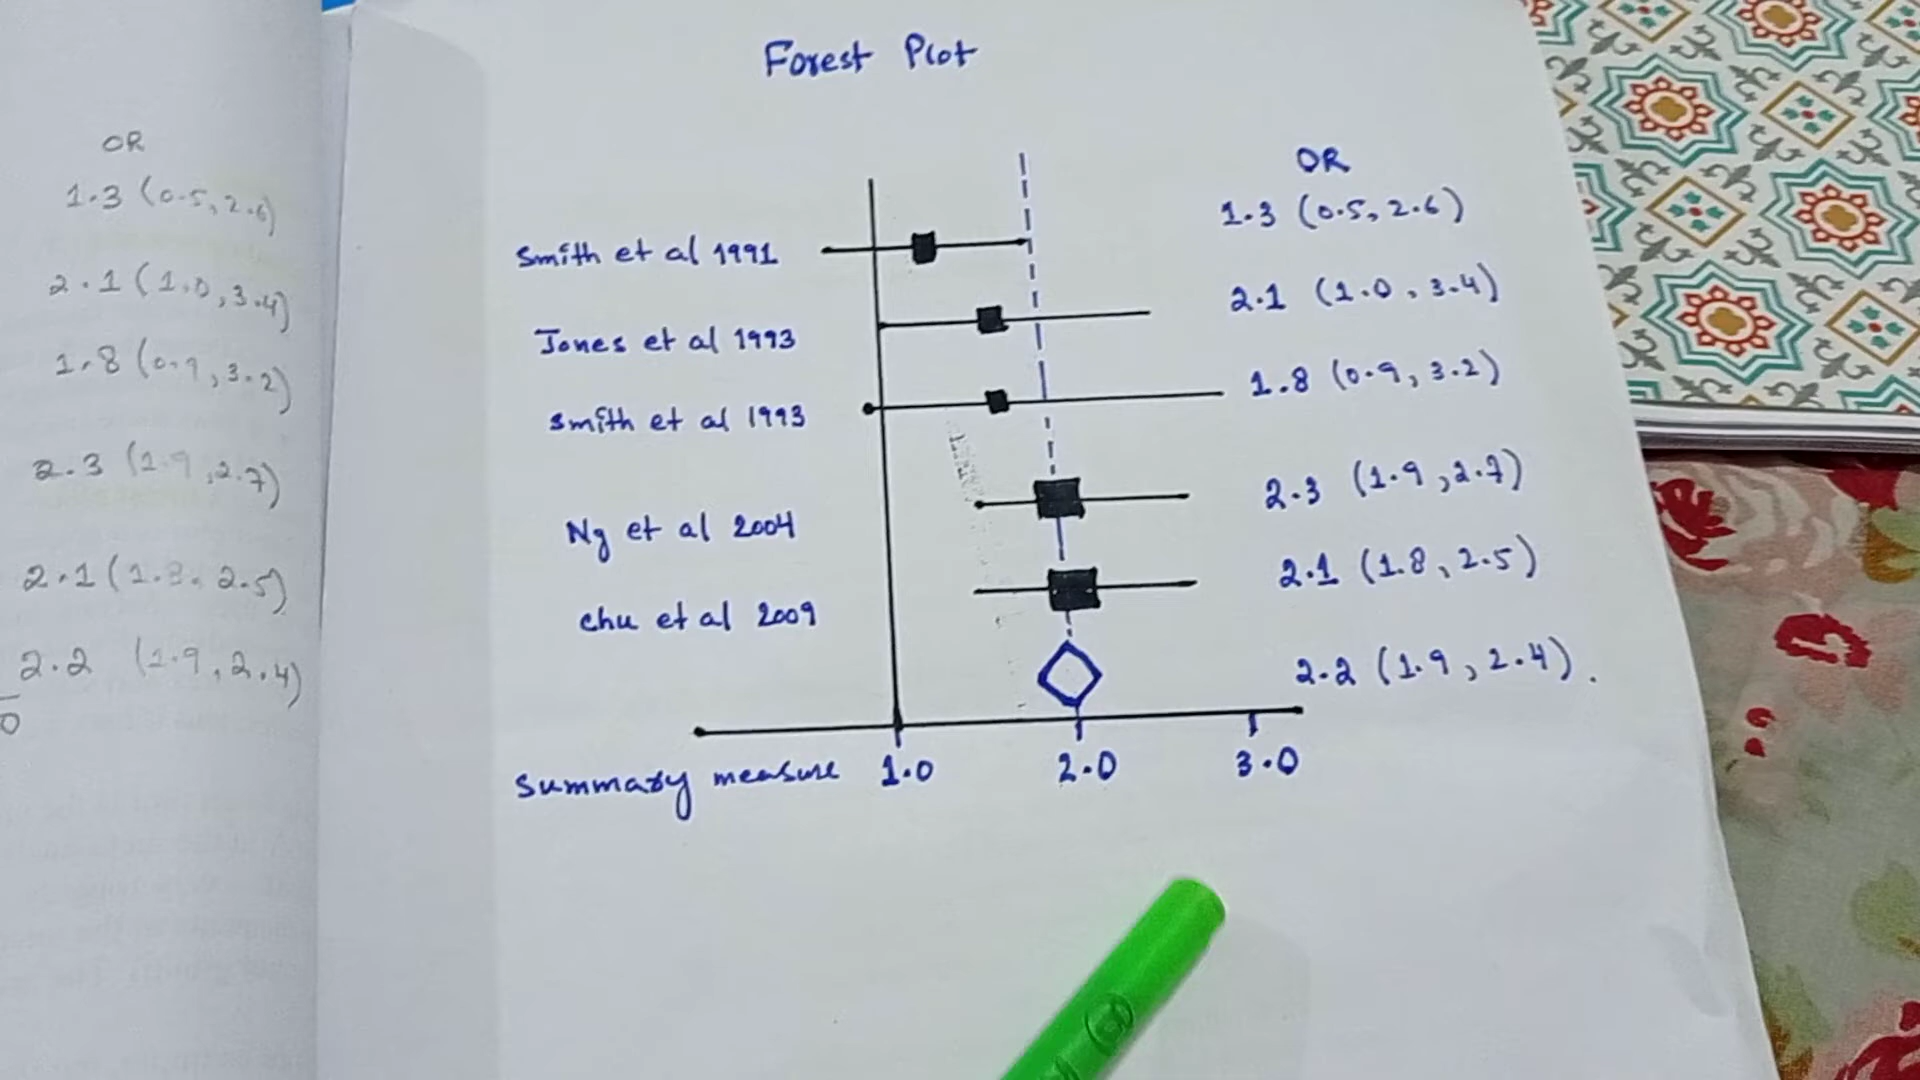 OR
1.3 (0.5, 2.6)
2.1 (1.0, 3.4)
1.8 (0.9, 3.2)
2.3 (1.9, 2.7)
2.1 (1.8, 2.5)
2.2 (1.9, 2.4)
0
Forest Plot
OR
Smith et al 1991 1.3 (0.5, 2.6)
Jones et al 1993 2.1 (1.0, 3.4)
Smith et al 1993 1.8 (0.9, 3.2)
Ng et al 2004 2.3 (1.9, 2.7)
Chu et al 2009 2.1 (1.8, 2.5)
2.2 (1.9, 2.4).
Summary measure 1.0 2.0 3.0